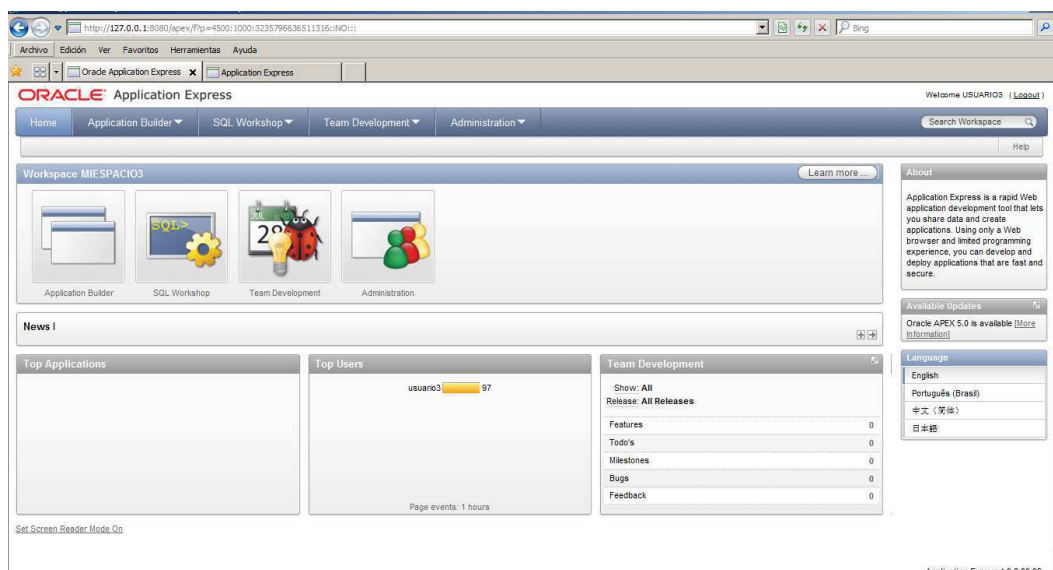 http://127.0.0.1:8080/apex/f?p=4500:1000:3235796636511316::NO:::
Bing
Archivo Edición Ver Favoritos Herramientas Ayuda
Oracle Application Express
Application Express
ORACLE Application Express
Welcome USUARIO3 (Logout)
Home Application Builder SQL Workshop Team Development Administration
Search Workspace
Help
Workspace MIESPACIO3
Learn more ...
SQL>
JUL
Application Builder
SQL Workshop
Team Development
Administration
About
Application Express is a rapid Web
application development tool that lets
you share data and create
applications. Using only a Web
browser and limited programming
experience, you can develop and
deploy applications that are fast and
secure.
News |
Available Updates
Oracle APEX 5.0 is available [More
Information]
Top Applications
Top Users
usuario3 97
Page events: 1 hours
Team Development
Show: All
Release: All Releases
Features 0
Todo's 0
Milestones 0
Bugs 0
Feedback 0
Language
English
Português (Brasil)
中文 (简体)
日本語
Set Screen Reader Mode On